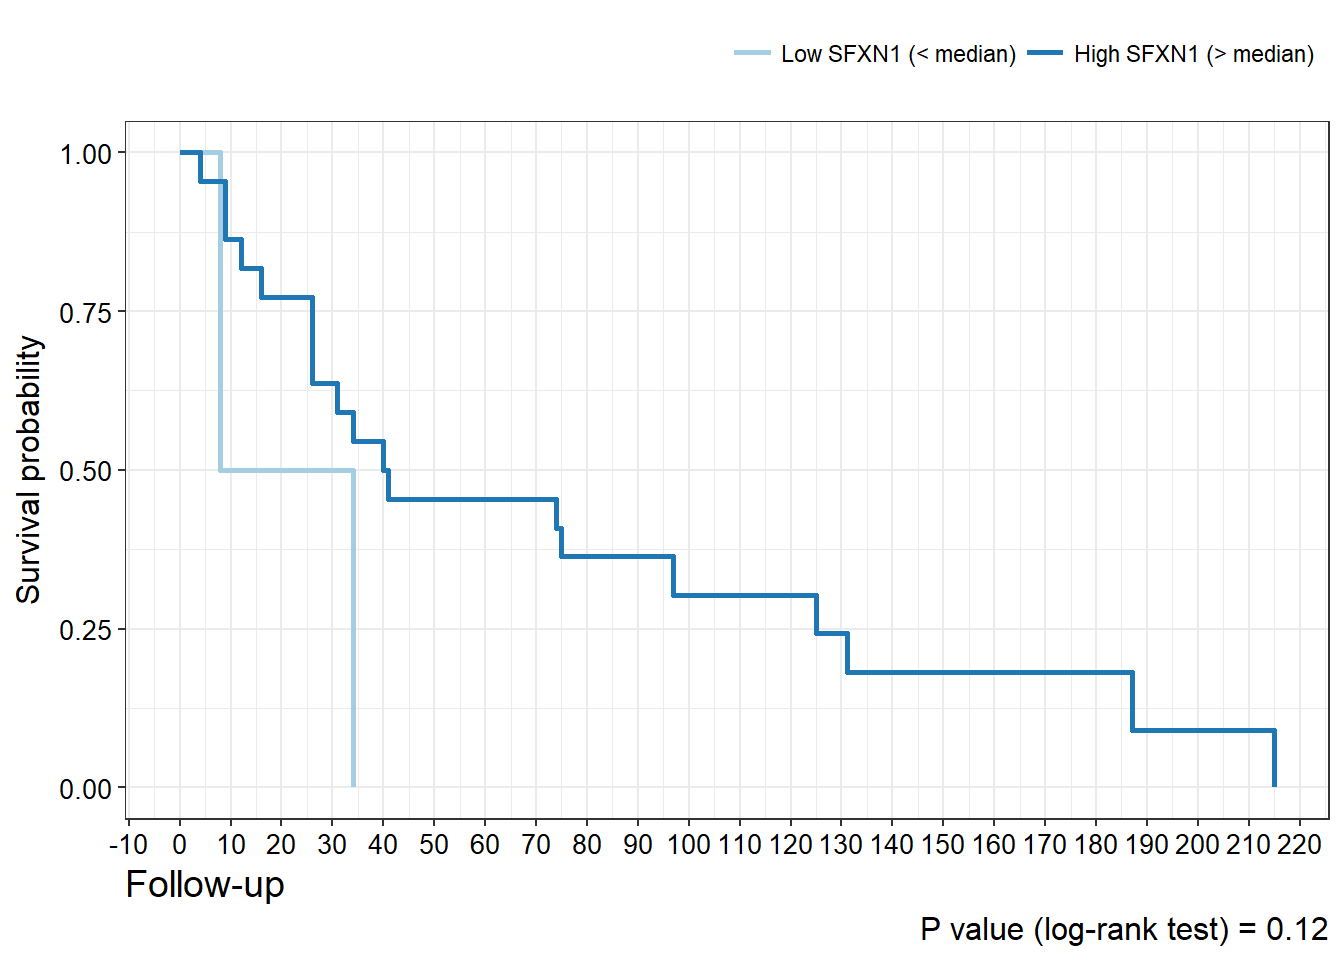 Low SFXN1 (< median) High SFXN1 (> median)
Survival probability
1.00
0.75
0.50
0.25
0.00
-10 0 10 20 30 40 50 60 70 80 90 100 110 120 130 140 150 160 170 180 190 200 210 220
Follow-up
P value (log-rank test) = 0.12